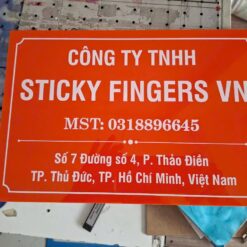 CÔNG TY TNHH
STICKY FINGERS VN
MST: 0318896645
Số 7 Đường số 4, P. Thảo Điền
TP. Thủ Đức, TP. Hồ Chí Minh, Việt Nam